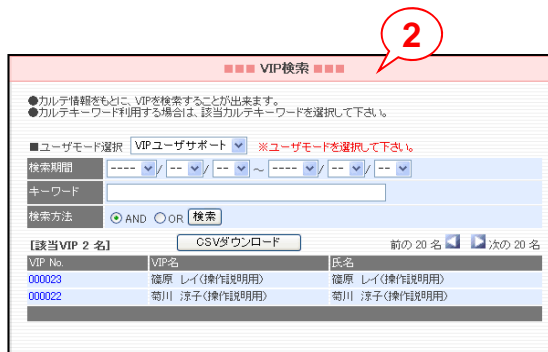 2
■■■ VIP検索 ■■■
●カルテ情報をもとに、VIPを検索することが出来ます。
●カルテキーワード利用する場合は、該当カルテキーワードを選択して下さい。
■ユーザモード選択 VIPユーザサポート ※ユーザモードを選択して下さい。
検索期間 ---- / -- / -- ～ ---- / -- / --
キーワード
検索方法 AND OR 検索
【該当VIP 2 名】 CSVダウンロード 前の 20 名 次の 20 名
VIP No. VIP名 氏名
000023 篠原 レイ(操作説明用) 篠原 レイ(操作説明用)
000022 菊川 涼子(操作説明用) 菊川 涼子(操作説明用)